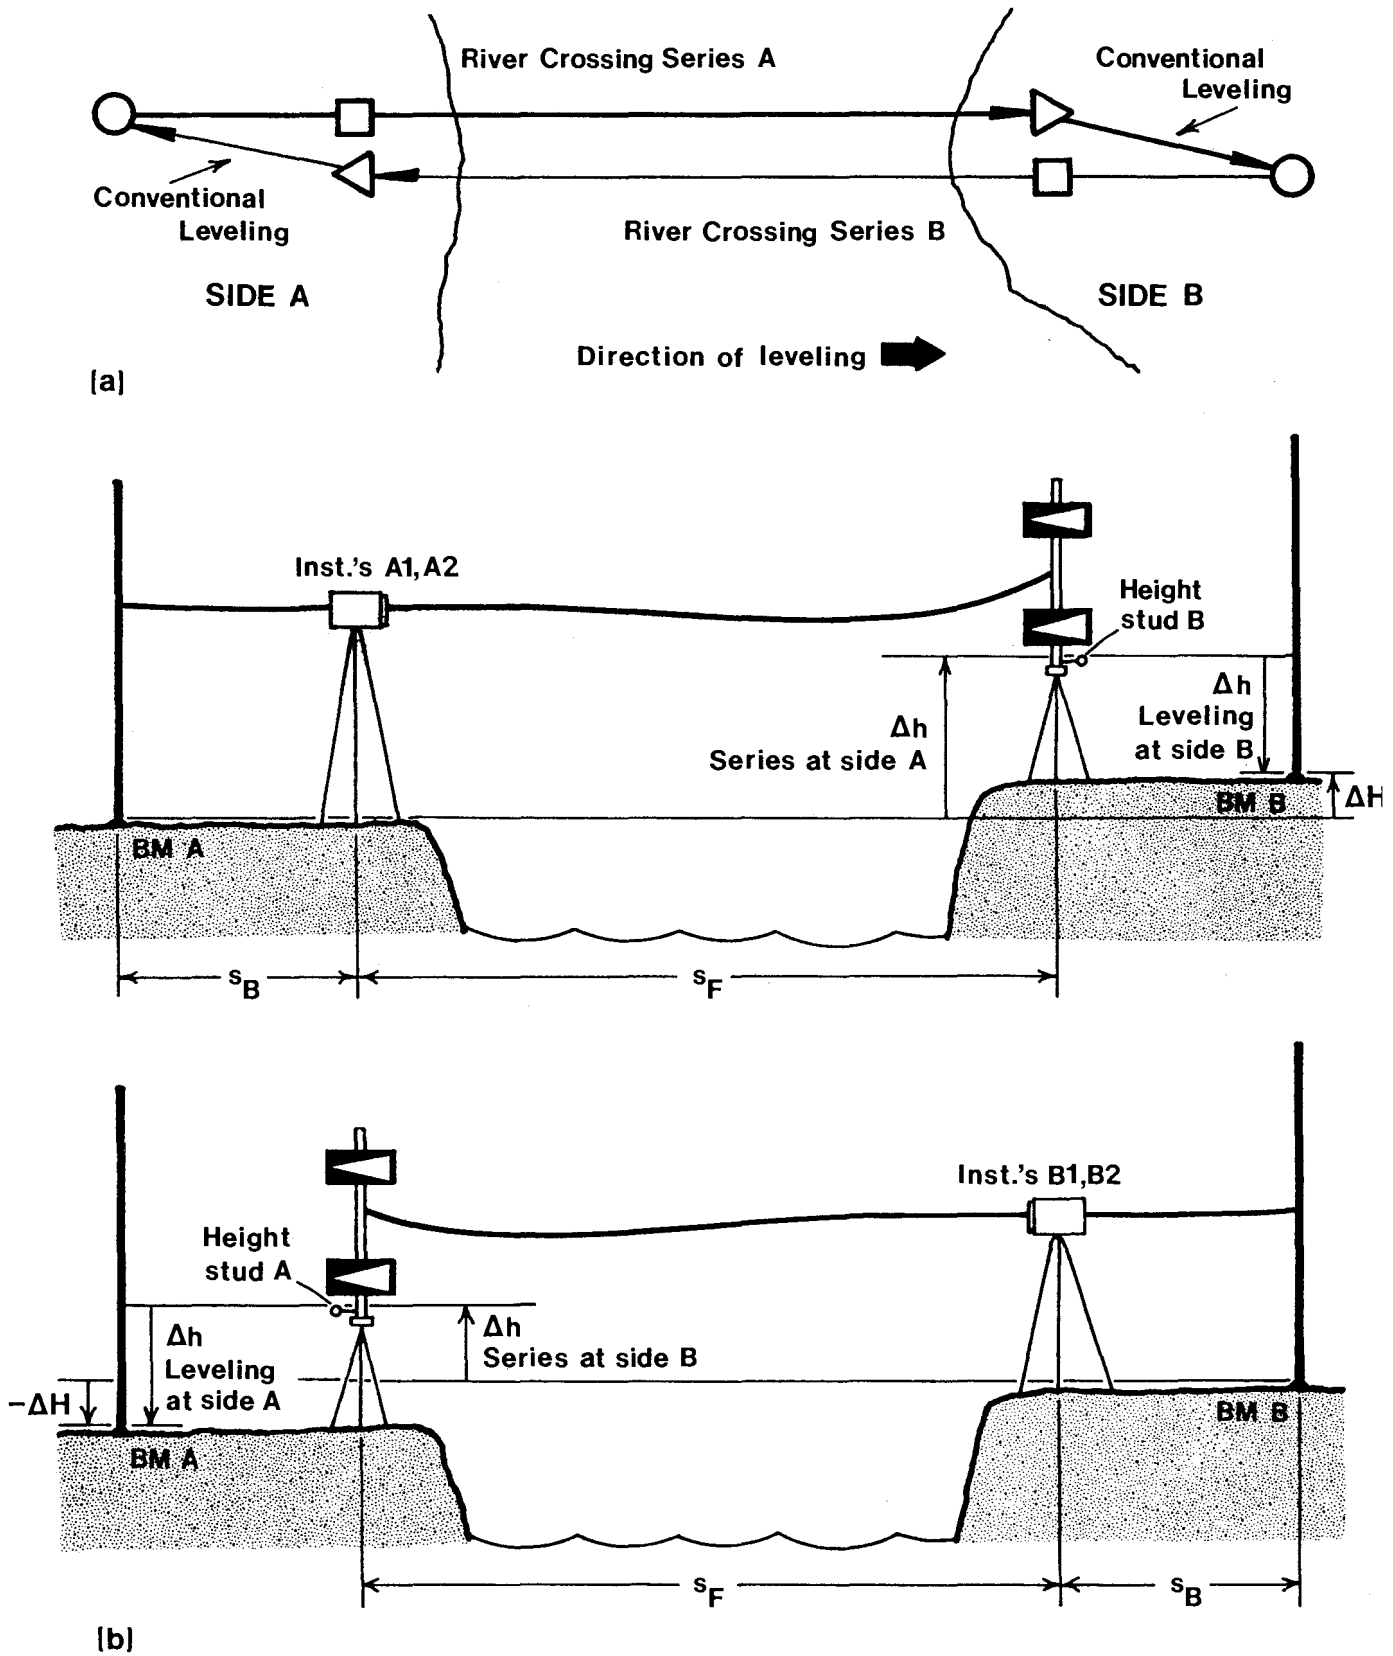 River Crossing Series A
Conventional
Leveling
Conventional
Leveling
River Crossing Series B
SIDE A
SIDE B
Direction of leveling
(a)
Inst.'s A1,A2
Height
stud B
Δh
Series at side A
Δh
Leveling
at side B
BM A
BM B
ΔH
sB
sF
Inst.'s B1,B2
Height
stud A
Δh
Leveling
at side A
Δh
Series at side B
-ΔH
BM A
BM B
sF
sB
(b)